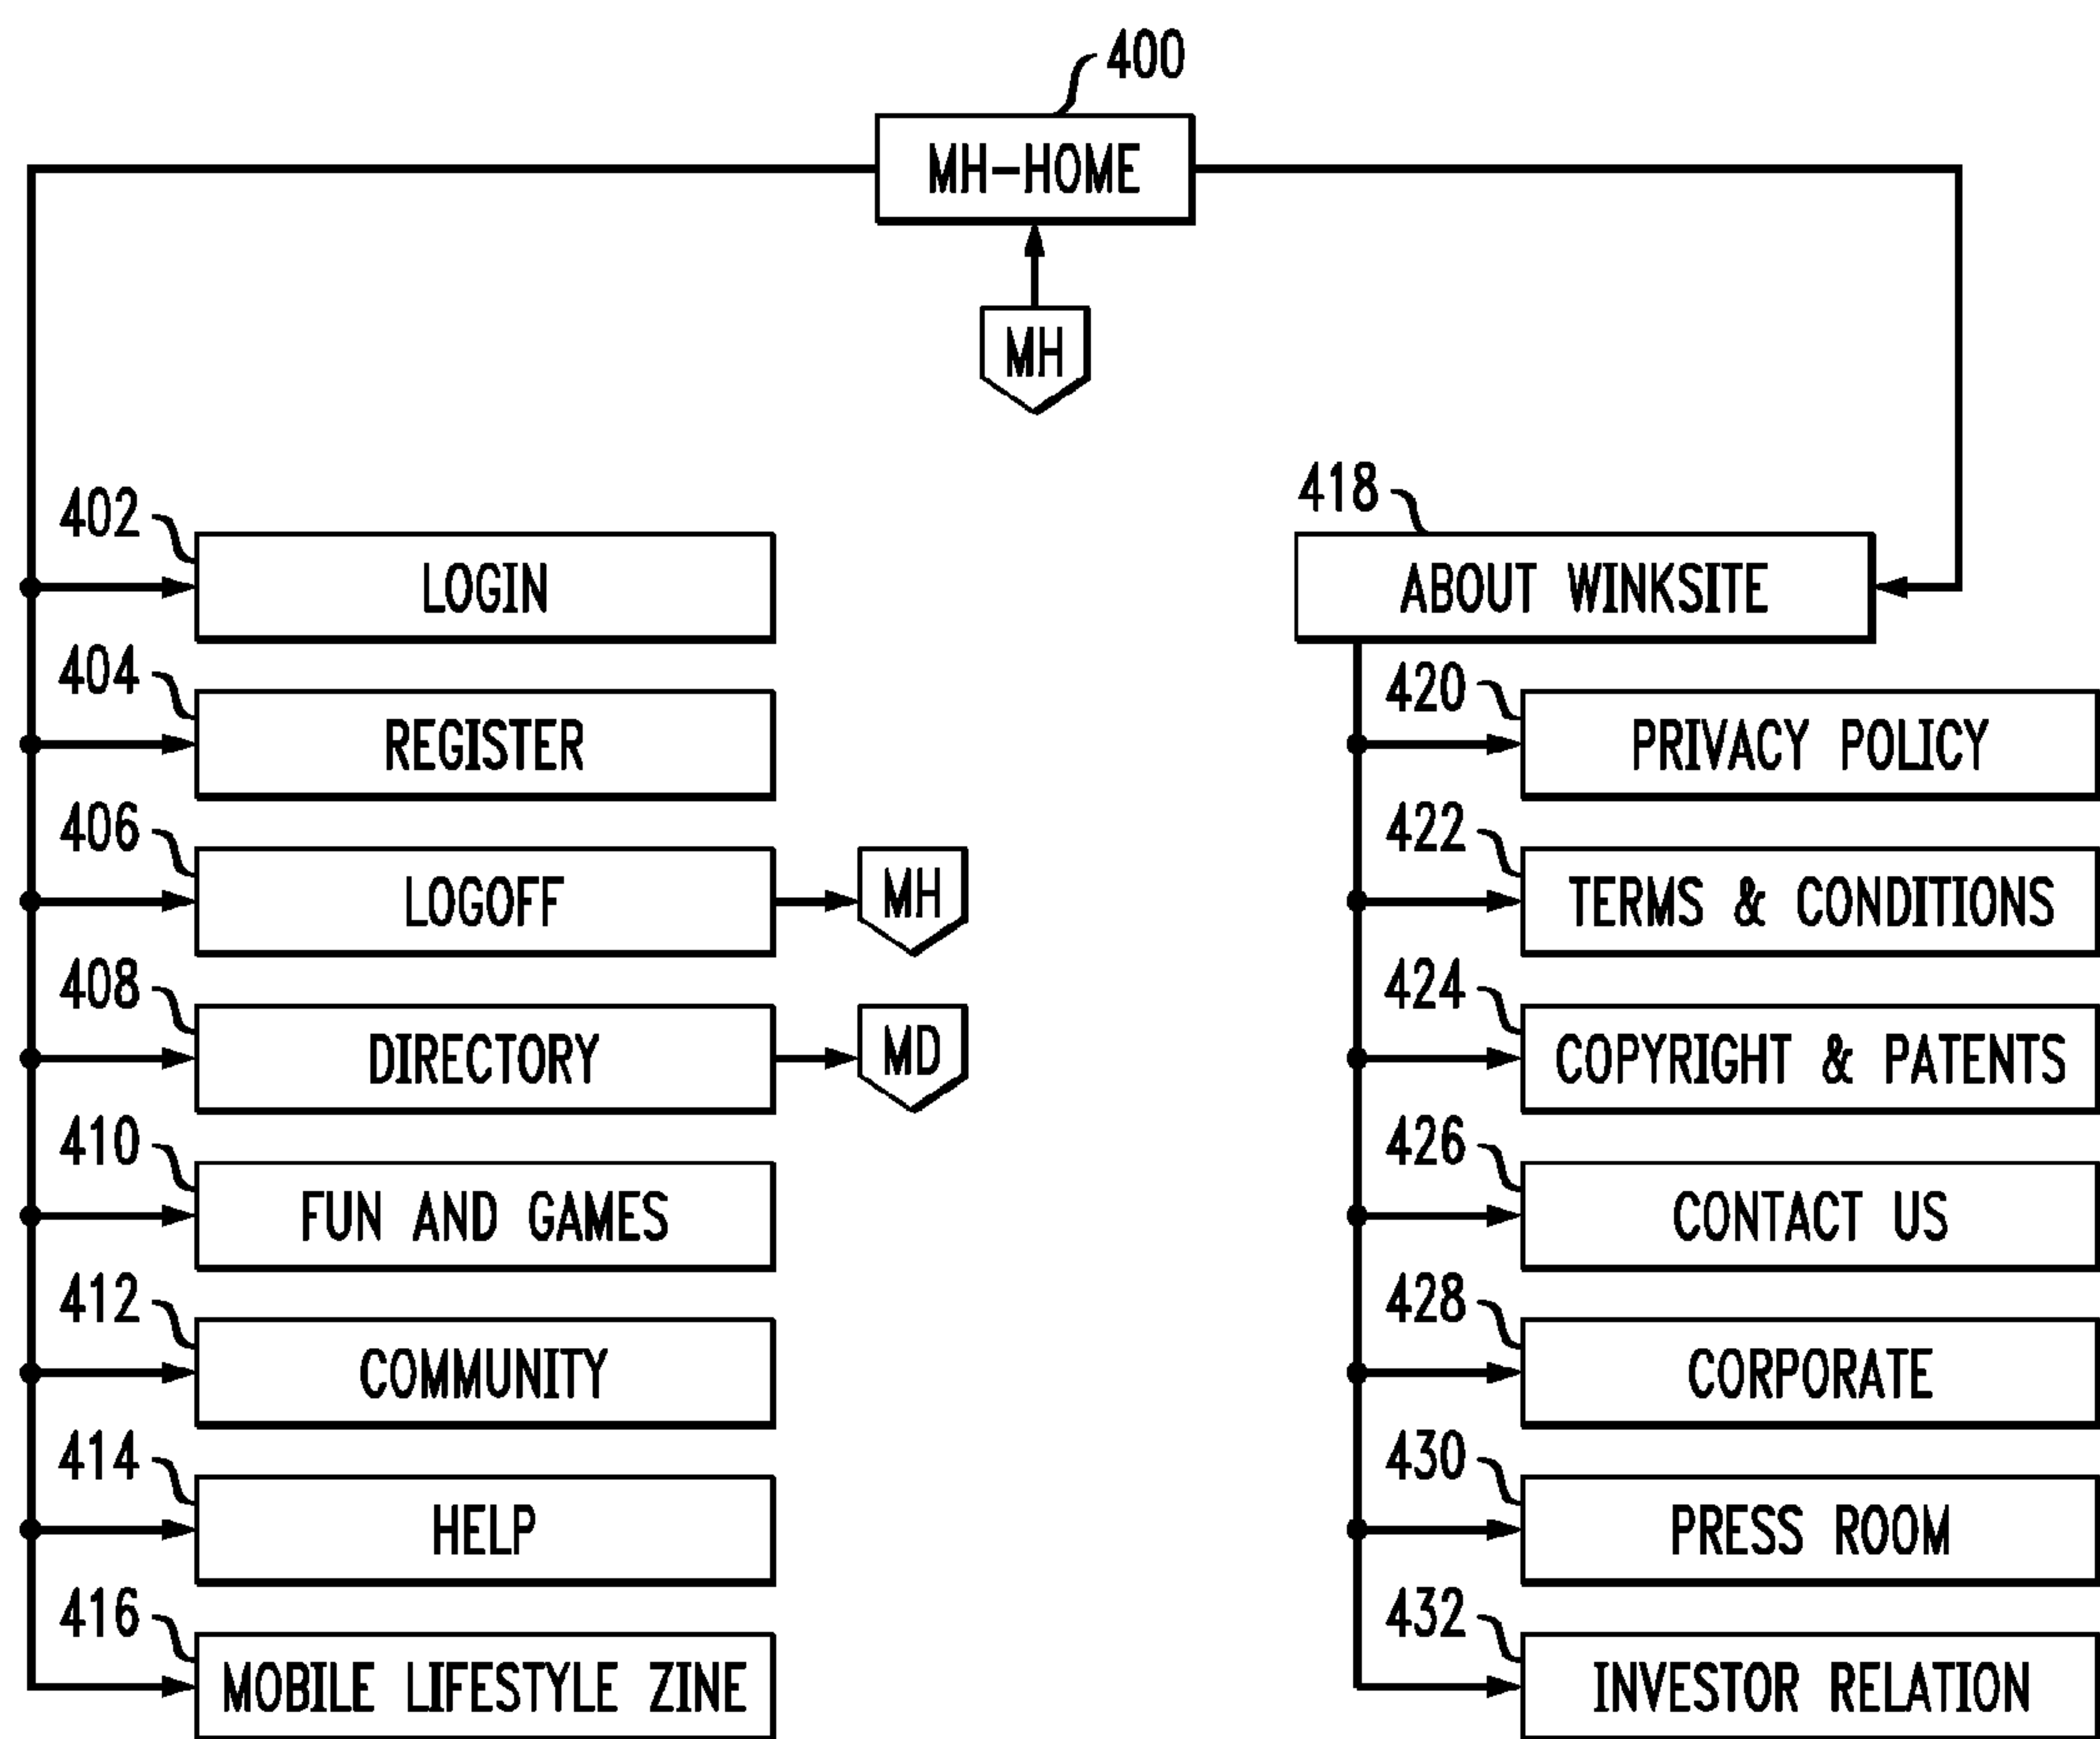 400
MH-HOME
MH
402
LOGIN
404
REGISTER
406
LOGOFF
MH
408
DIRECTORY
MD
410
FUN AND GAMES
412
COMMUNITY
414
HELP
416
MOBILE LIFESTYLE ZINE
418
ABOUT WINKSITE
420
PRIVACY POLICY
422
TERMS & CONDITIONS
424
COPYRIGHT & PATENTS
426
CONTACT US
428
CORPORATE
430
PRESS ROOM
432
INVESTOR RELATION